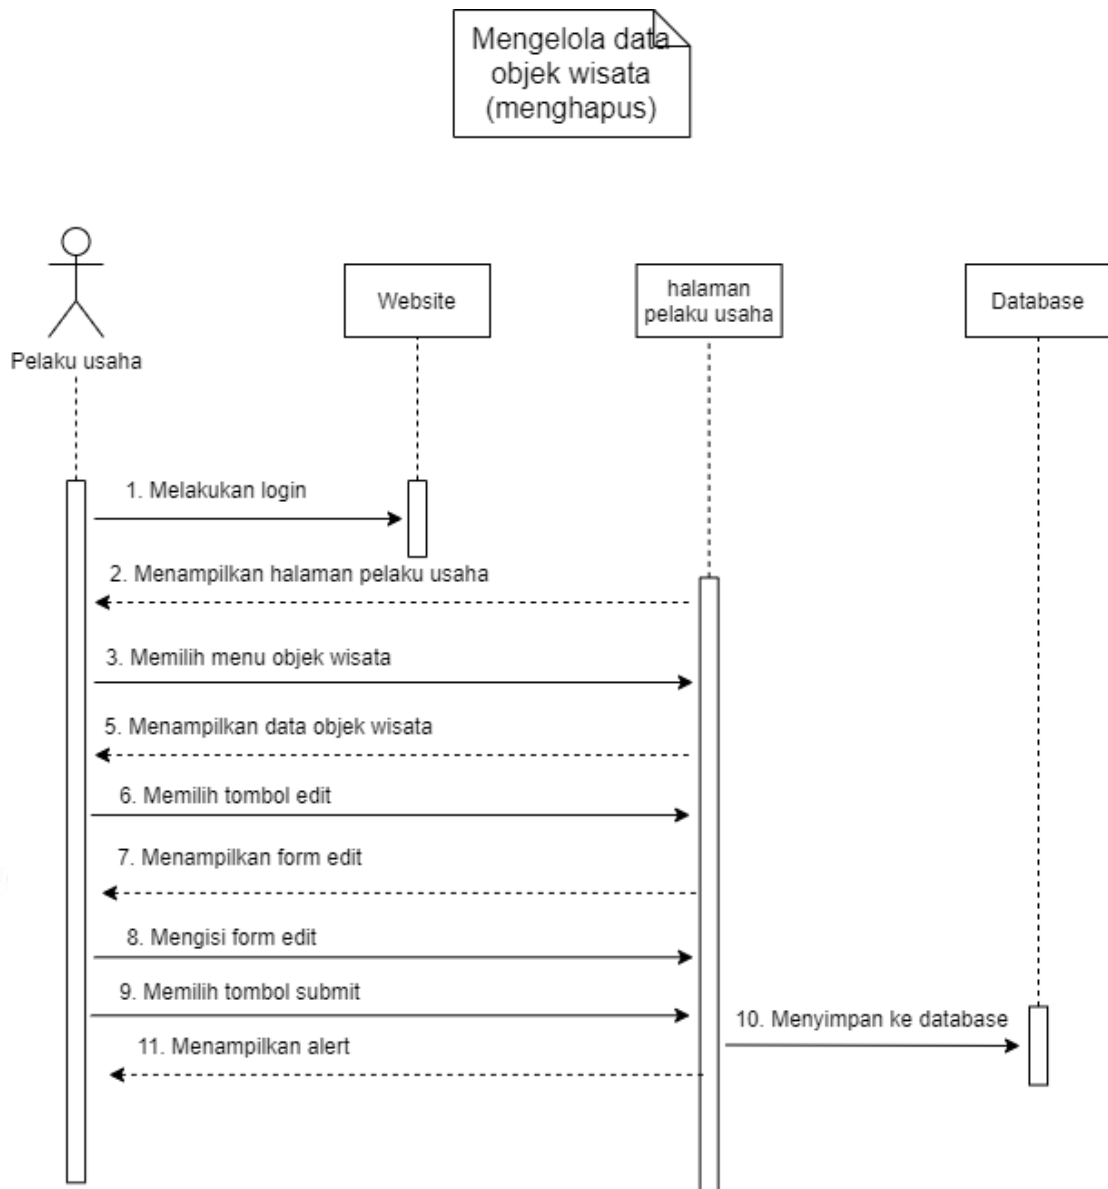 Mengelola data
objek wisata
(menghapus)
Pelaku usaha
Website
halaman
pelaku usaha
Database
1. Melakukan login
2. Menampilkan halaman pelaku usaha
3. Memilih menu objek wisata
5. Menampilkan data objek wisata
6. Memilih tombol edit
7. Menampilkan form edit
8. Mengisi form edit
9. Memilih tombol submit
10. Menyimpan ke database
11. Menampilkan alert